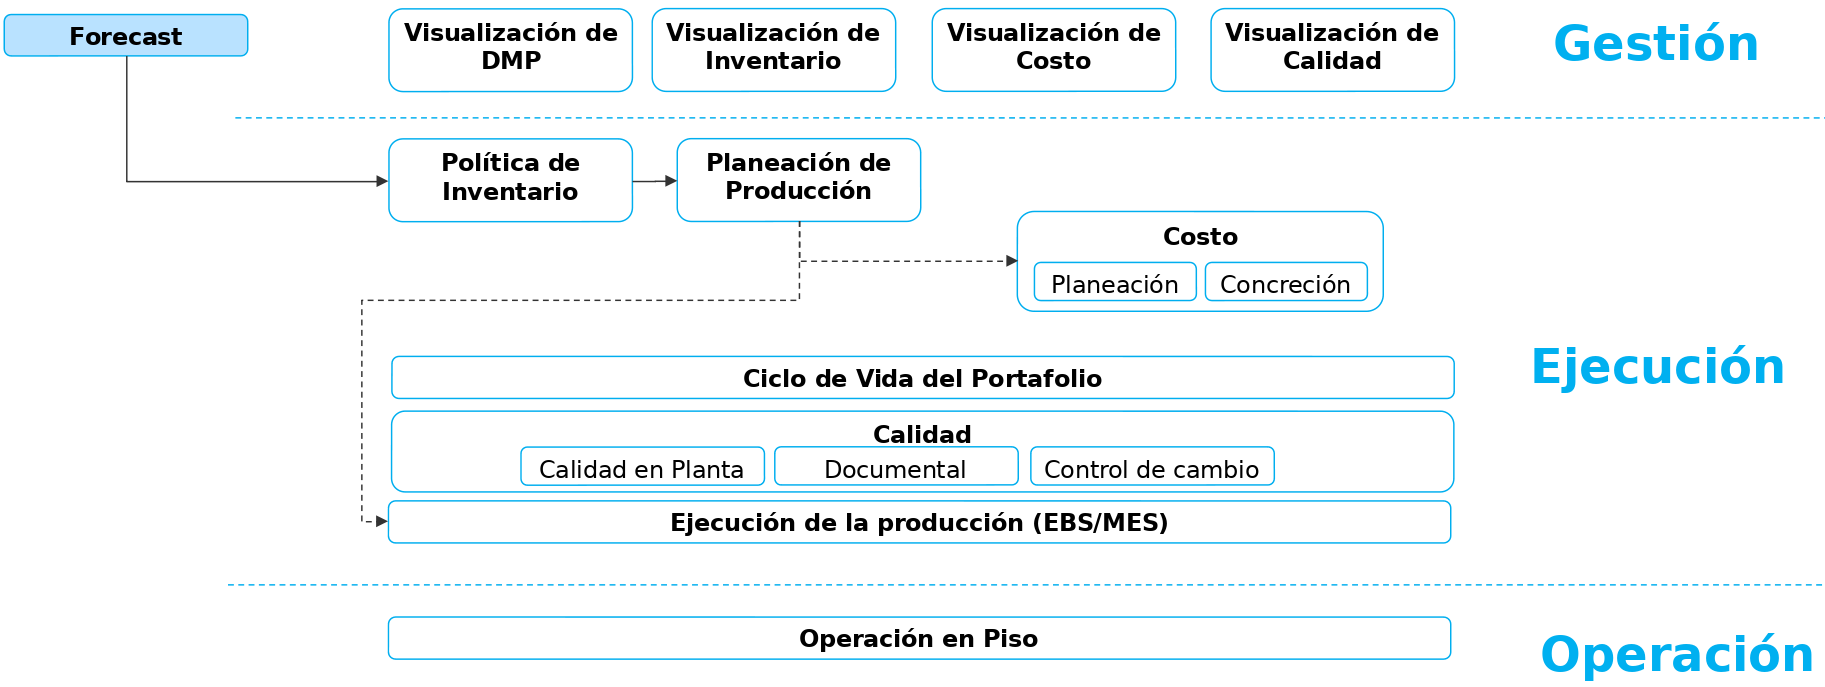 Forecast
Visualización de
DMP
Visualización de
Inventario
Visualización de
Costo
Visualización de
Calidad
Gestión
Política de
Inventario
Planeación de
Producción
Costo
Planeación
Concreción
Ejecución
Ciclo de Vida del Portafolio
Calidad
Calidad en Planta
Documental
Control de cambio
Ejecución de la producción (EBS/MES)
Operación en Piso
Operación